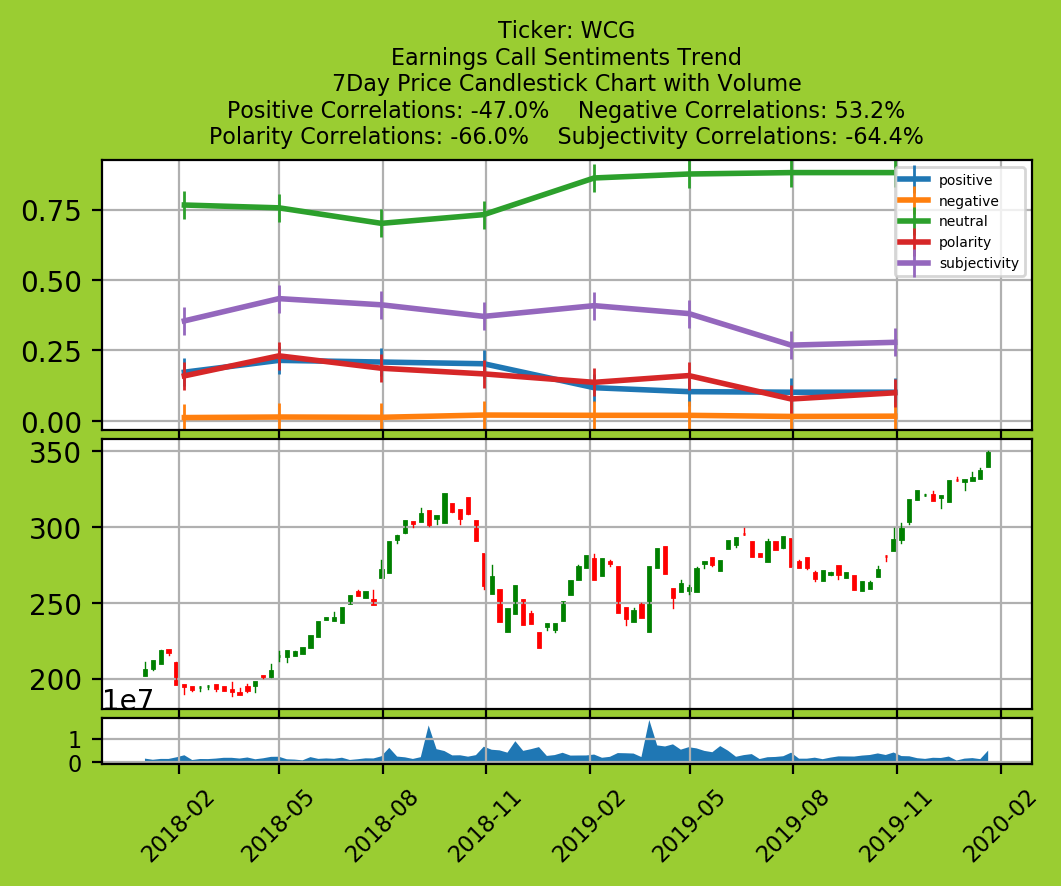 Ticker: WCG
Earnings Call Sentiments Trend
7Day Price Candlestick Chart with Volume
Positive Correlations: -47.0%    Negative Correlations: 53.2%
Polarity Correlations: -66.0%    Subjectivity Correlations: -64.4%
positive
negative
neutral
polarity
subjectivity
0.75
0.50
0.25
0.00
350
300
250
200
1e7
1
0
2018-02
2018-05
2018-08
2018-11
2019-02
2019-05
2019-08
2019-11
2020-02